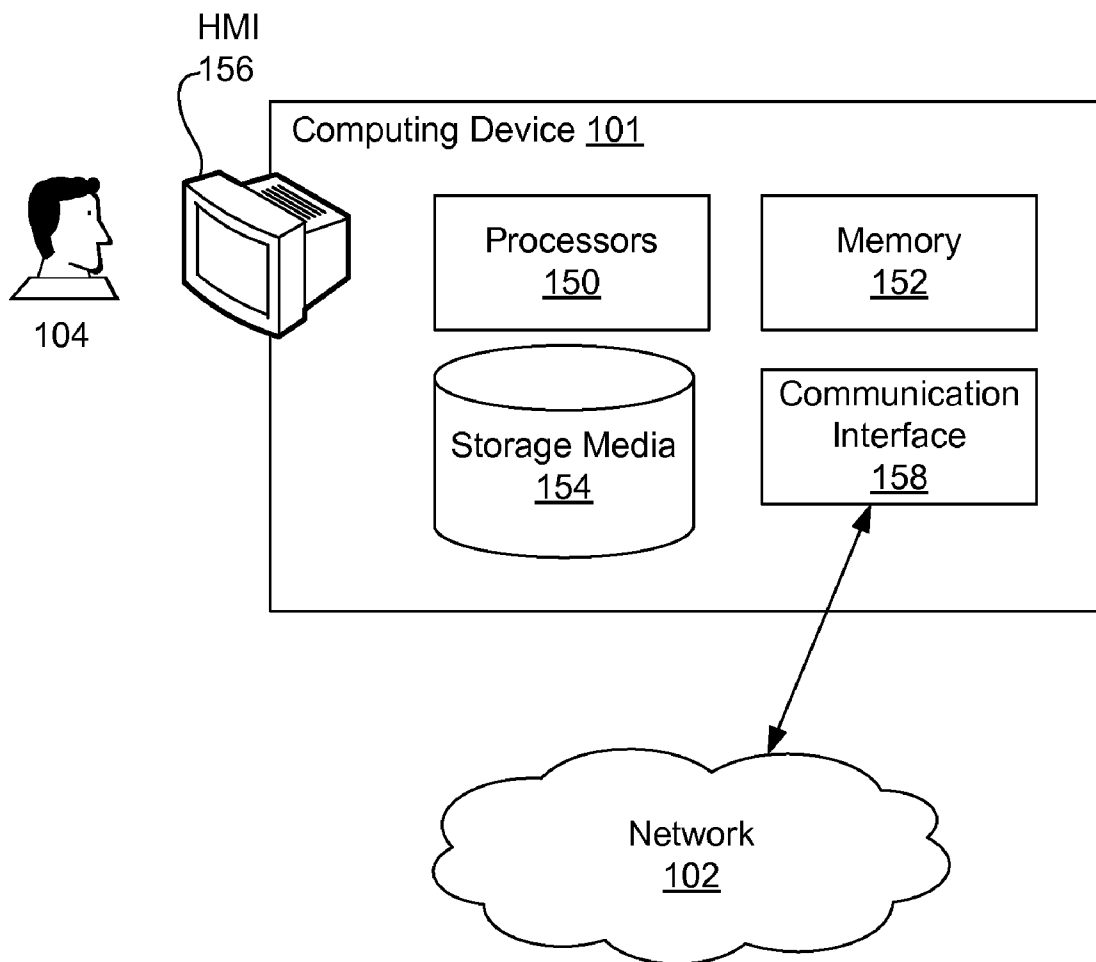 HMI
156
Computing Device 101
104
Processors
150
Memory
152
Storage Media
154
Communication
Interface
158
Network
102